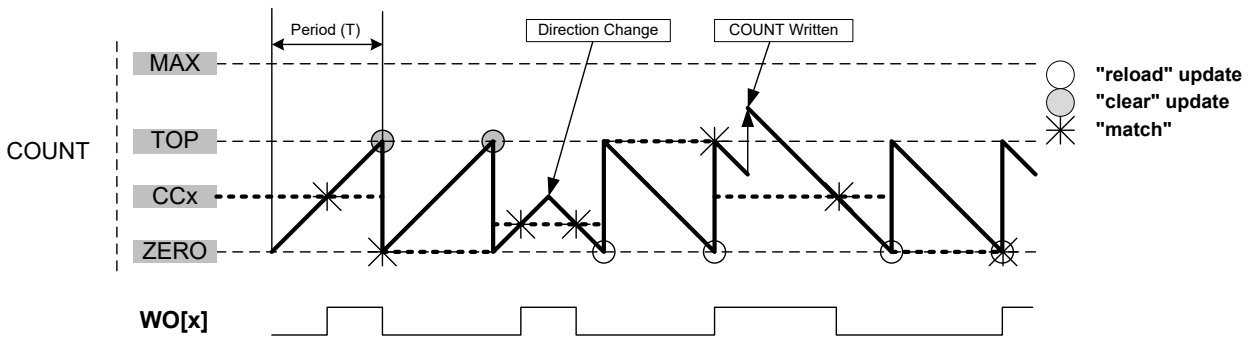 Period (T)
Direction Change
COUNT Written
MAX
"reload" update
"clear" update
TOP
"match"
COUNT
CCx
ZERO
WO[x]